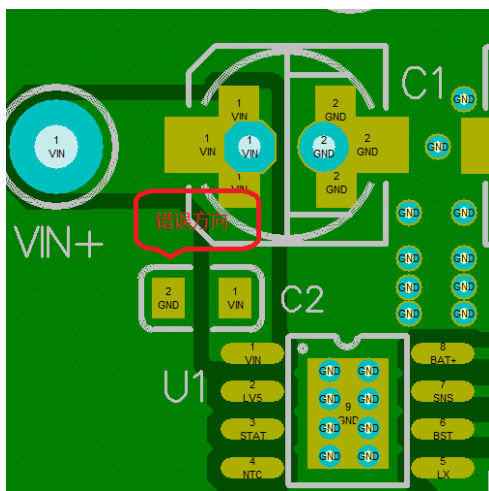 C1
1
VIN
2
GND
GND
1
VIN
1
VIN
1
VIN
2
GND
2
GND
GND
1
VIN
2
GND
错误方向
GND
GND
VIN+
GND
GND
GND
GND
GND
GND
2
GND
1
VIN
C2
U1
1
VIN
2
LV5
3
STAT
4
NTC
GND
GND
GND
GND
9
GND
GND
GND
GND
GND
8
BAT+
7
SNS
6
BST
5
LX